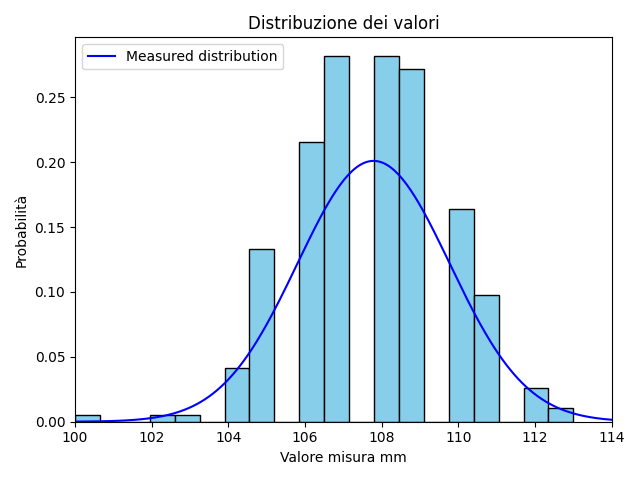 Distribuzione dei valori
Measured distribution
Probabilità
0.25
0.20
0.15
0.10
0.05
0.00
100 102 104 106 108 110 112 114
Valore misura mm